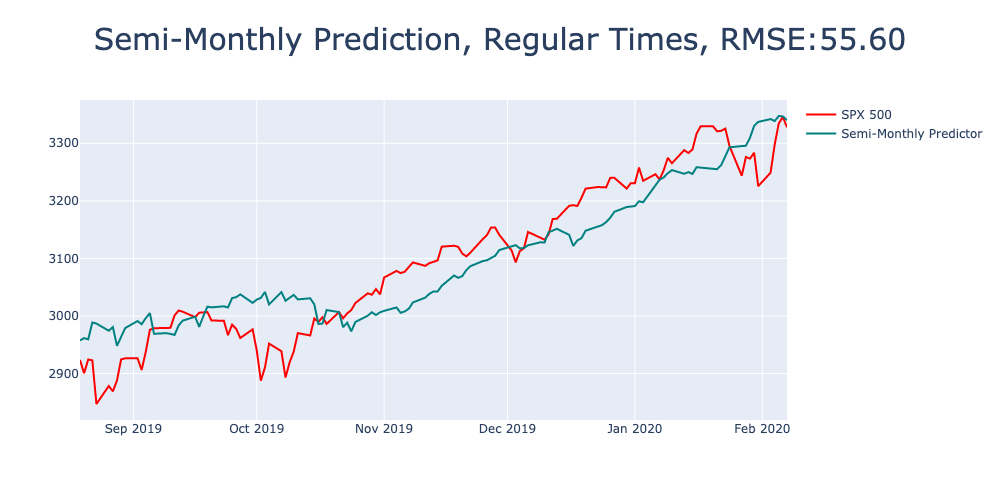 Semi-Monthly Prediction, Regular Times, RMSE:55.60
SPX 500
Semi-Monthly Predictor
3300
3200
3100
3000
2900
Sep 2019
Oct 2019
Nov 2019
Dec 2019
Jan 2020
Feb 2020